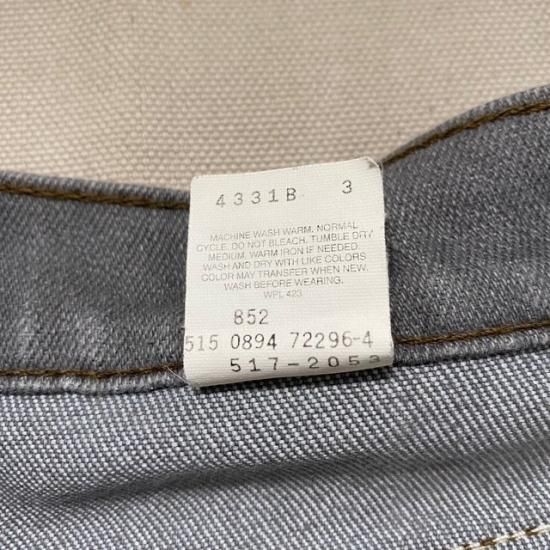 4331B 3
MACHINE WASH WARM. NORMAL
CYCLE. DO NOT BLEACH. TUMBLE DRY
MEDIUM. WARM IRON IF NEEDED.
WASH AND DRY WITH LIKE COLORS
COLOR MAY TRANSFER WHEN NEW.
WASH BEFORE WEARING.
WPL 423
852
515 0894 72296-4
517-2053